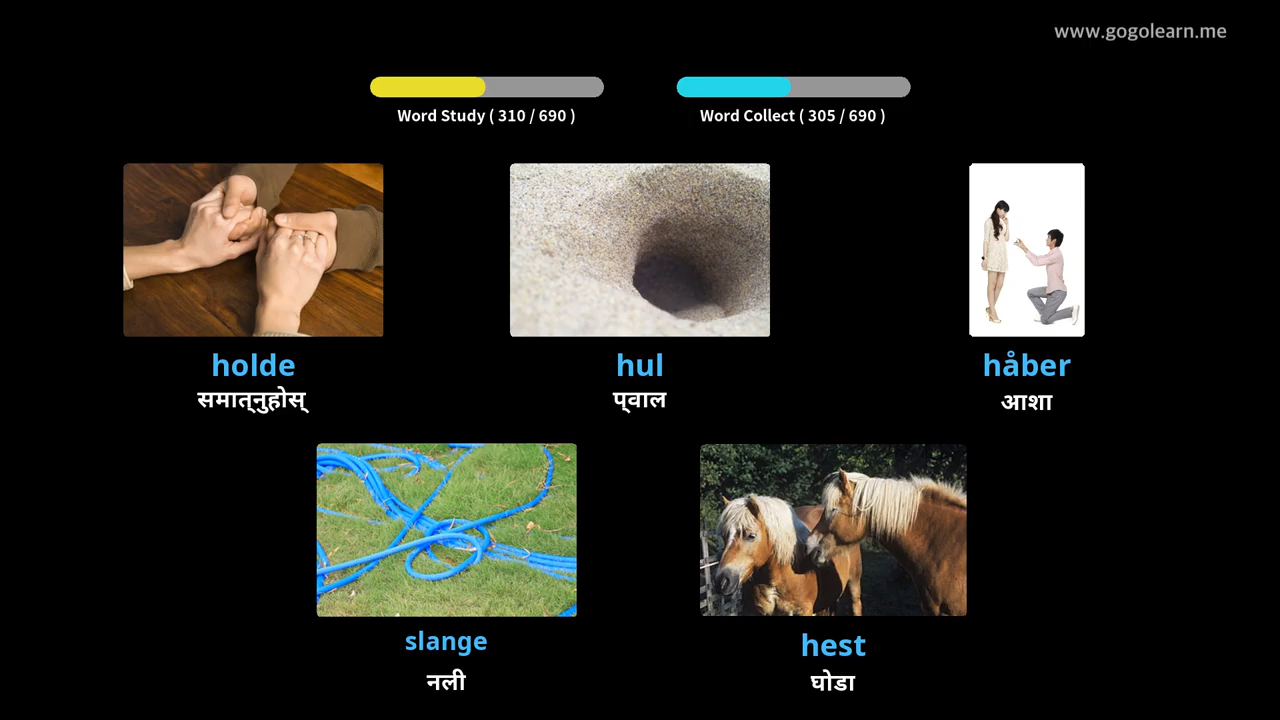 www.gogolearn.me
Word Study ( 310 / 690 )
Word Collect ( 305 / 690 )
holde
समात्नुहोस्
hul
प्वाल
håber
आशा
slange
नली
hest
घोडा